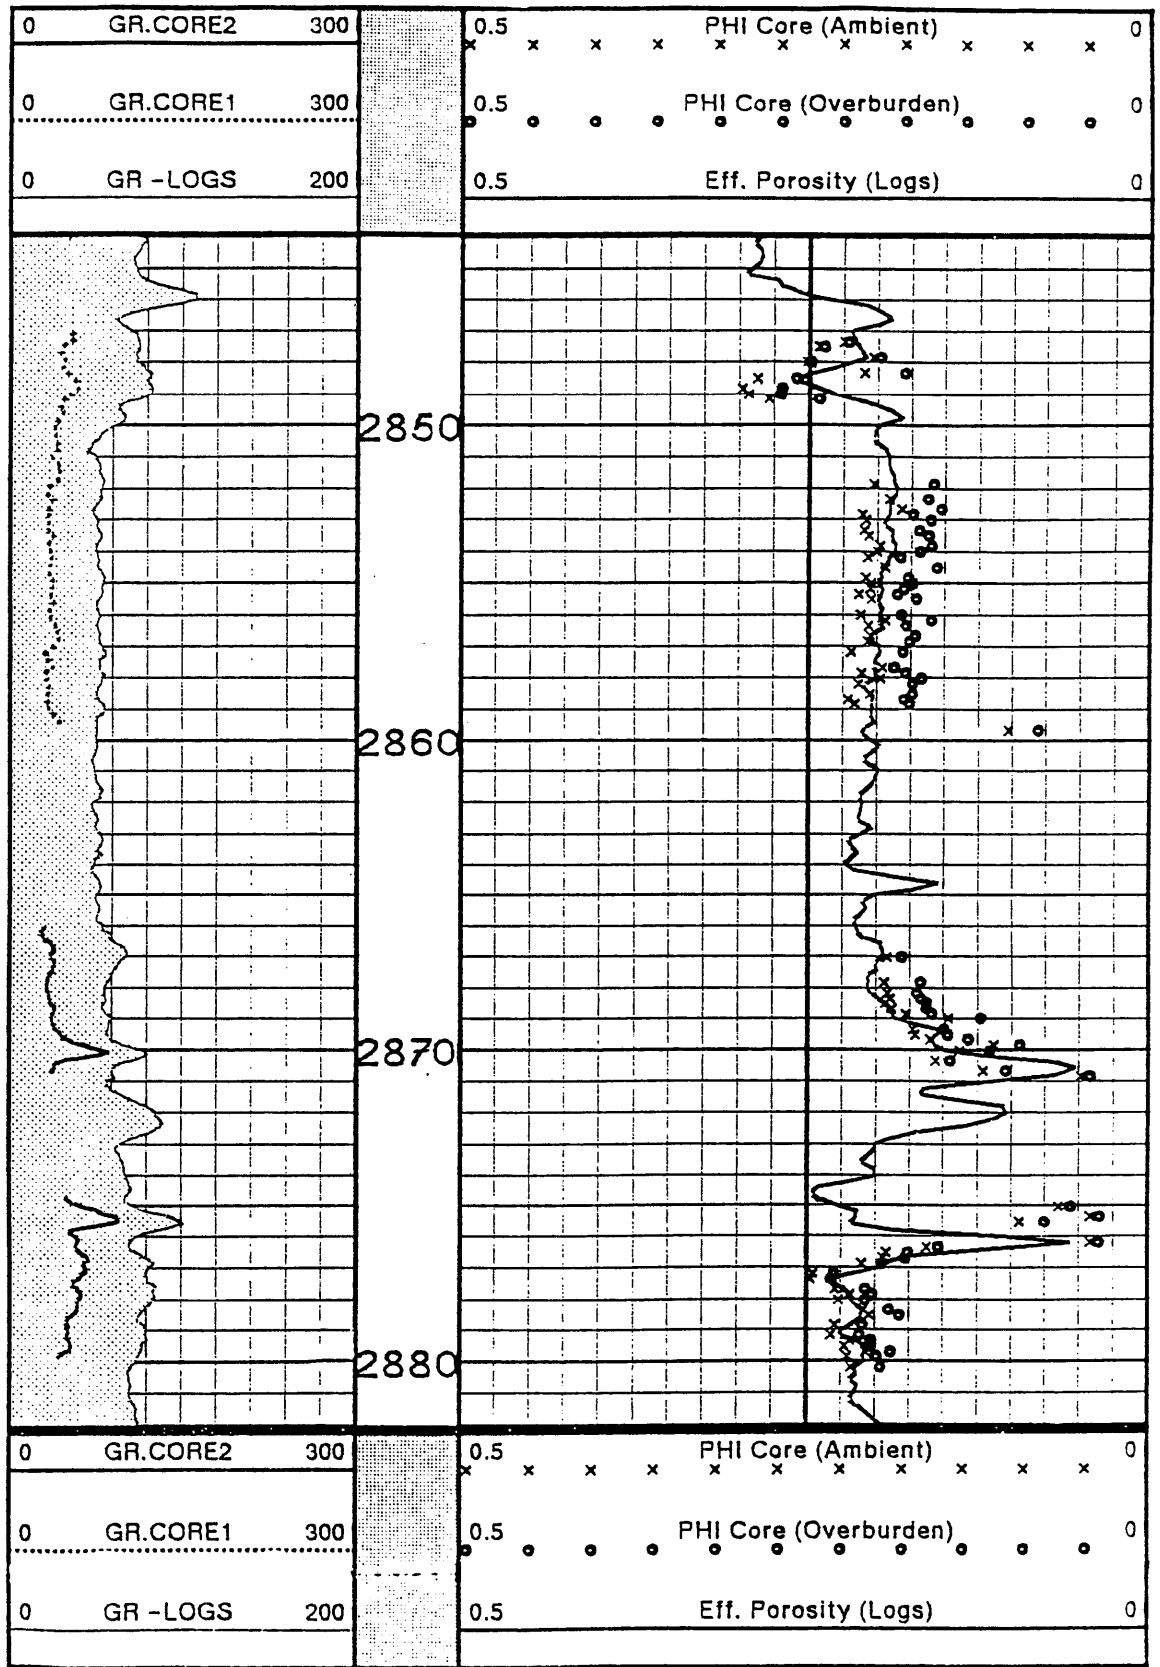 0 GR.CORE2 300 0.5 PHI Core (Ambient) 0
0 GR.CORE1 300 0.5 PHI Core (Overburden) 0
0 GR -LOGS 200 0.5 Eff. Porosity (Logs) 0
2850
2860
2870
2880
0 GR.CORE2 300 0.5 PHI Core (Ambient) 0
0 GR.CORE1 300 0.5 PHI Core (Overburden) 0
0 GR -LOGS 200 0.5 Eff. Porosity (Logs) 0